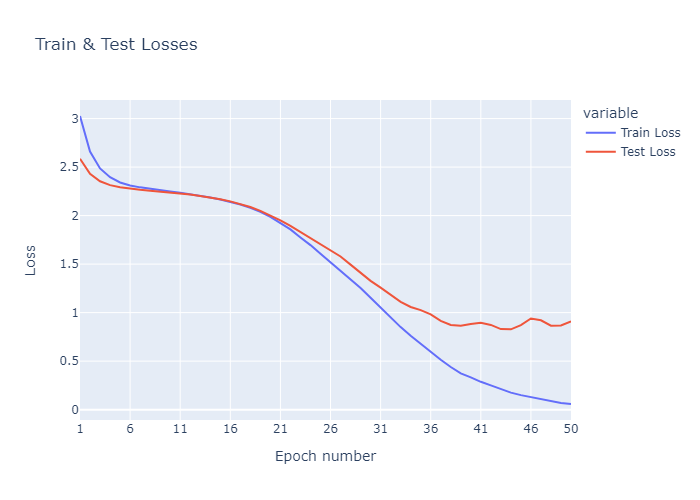 Train & Test Losses
variable
Train Loss
Test Loss
Loss
3
2.5
2
1.5
1
0.5
0
1 6 11 16 21 26 31 36 41 46 50
Epoch number